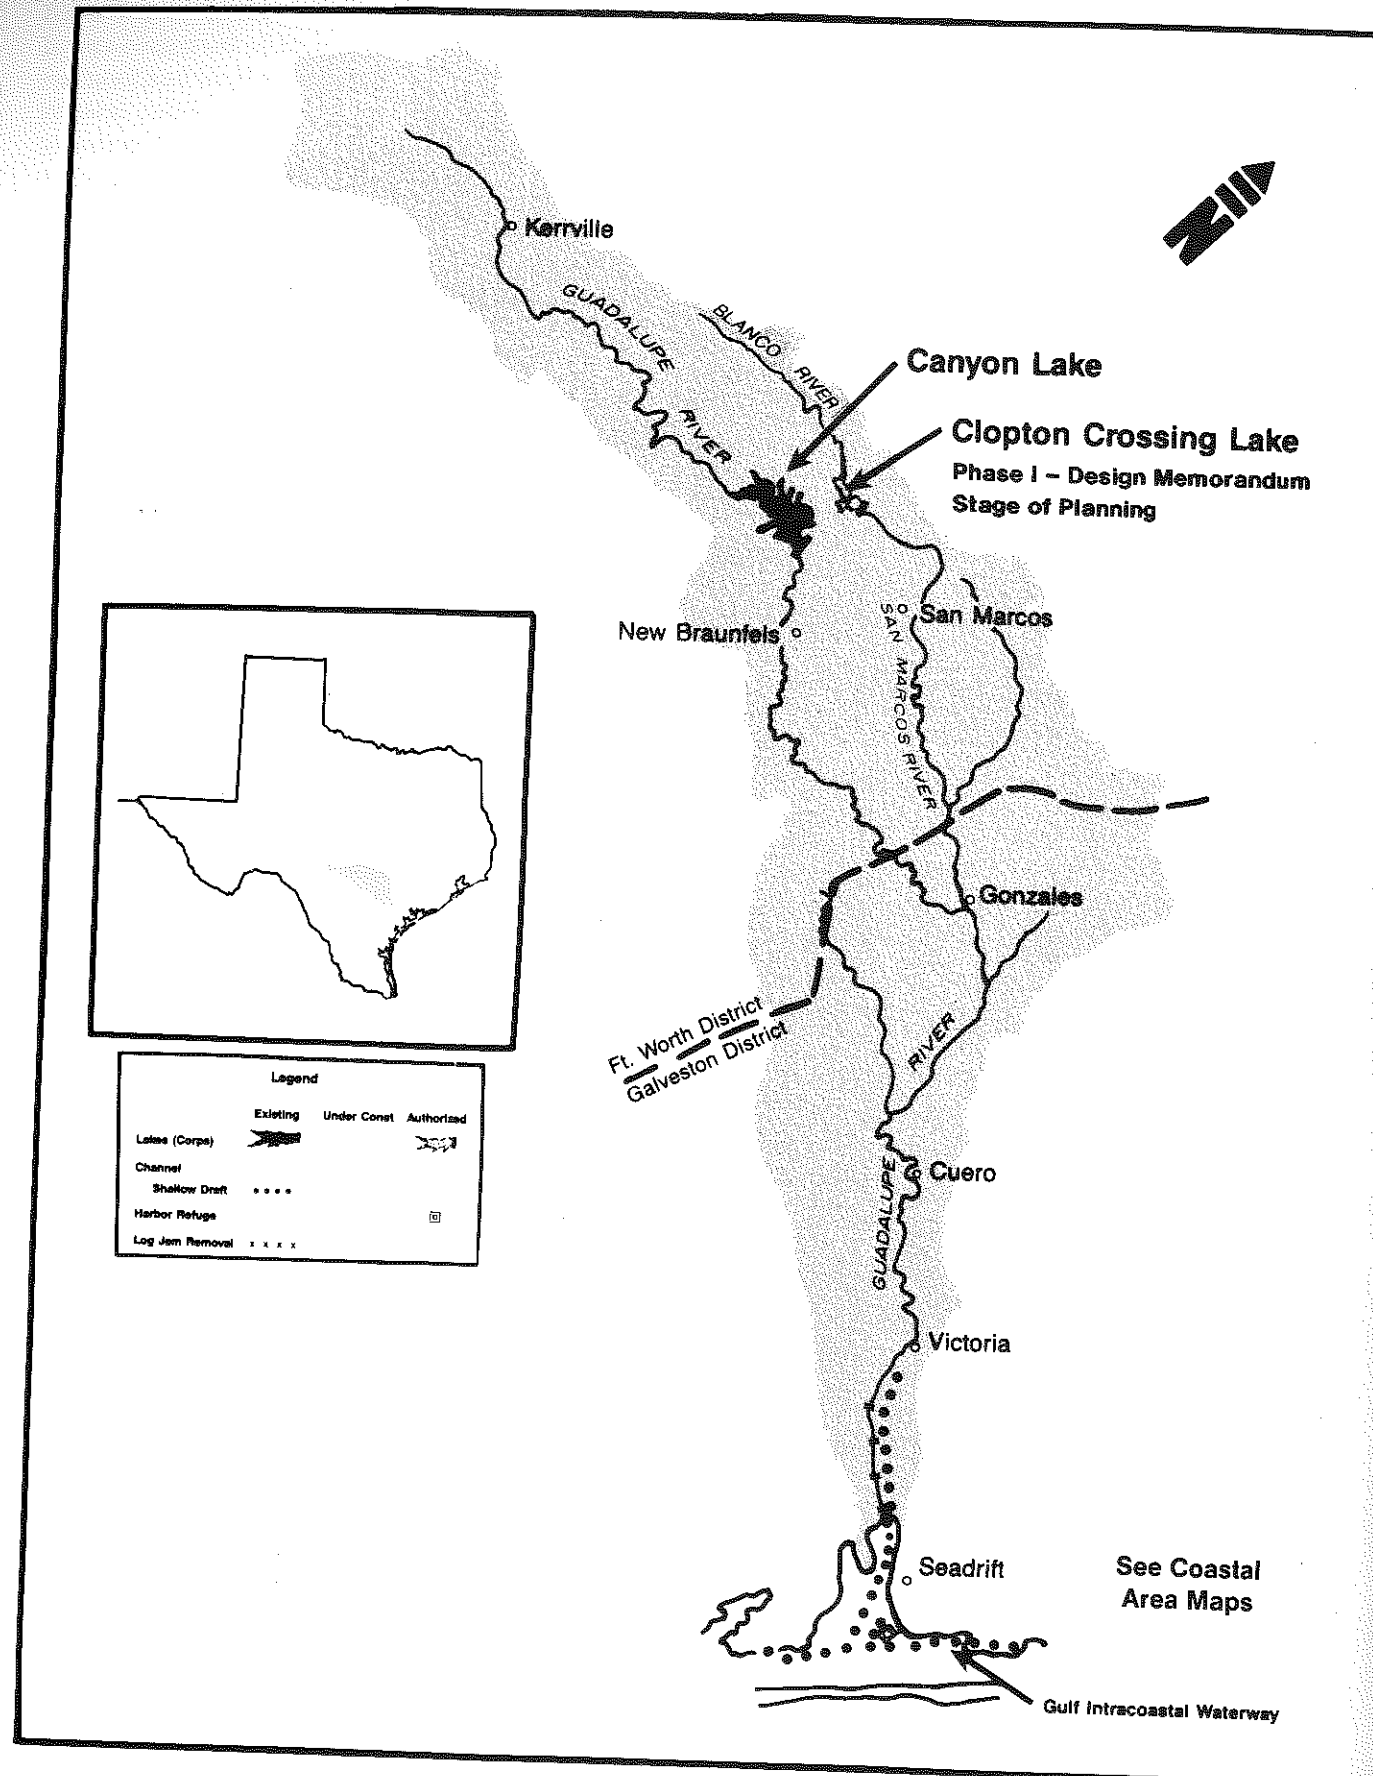 N
Kerrville
GUADALUPE
RIVER
BLANCO
RIVER
Canyon Lake
Clopton Crossing Lake
Phase I – Design Memorandum
Stage of Planning
New Braunfels
San Marcos
SAN MARCOS RIVER
Gonzales
Ft. Worth District
Galveston District
RIVER
GUADALUPE
Cuero
Victoria
Legend
Existing Under Const Authorized
Lakes (Corps)
Channel
Shallow Draft
Harbor Refuge
Log Jam Removal x x x x
Seadrift
See Coastal
Area Maps
Gulf Intracoastal Waterway